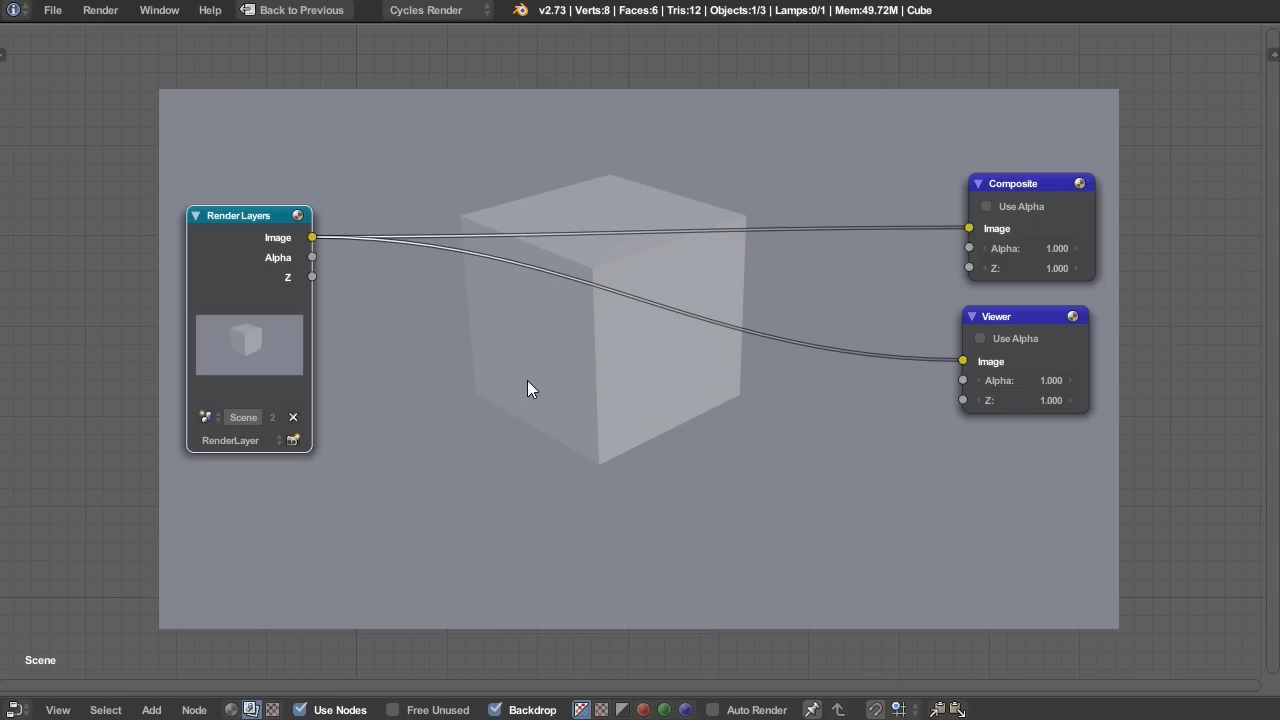 File Render Window Help Back to Previous Cycles Render v2.73 | Verts:8 | Faces:6 | Tris:12 | Objects:1/3 | Lamps:0/1 | Mem:49.72M | Cube
Render Layers
Image
Alpha
Z
Scene 2
RenderLayer
Composite
Use Alpha
Image
Alpha: 1.000
Z: 1.000
Viewer
Use Alpha
Image
Alpha: 1.000
Z: 1.000
Scene
View Select Add Node Use Nodes Free Unused Backdrop Auto Render